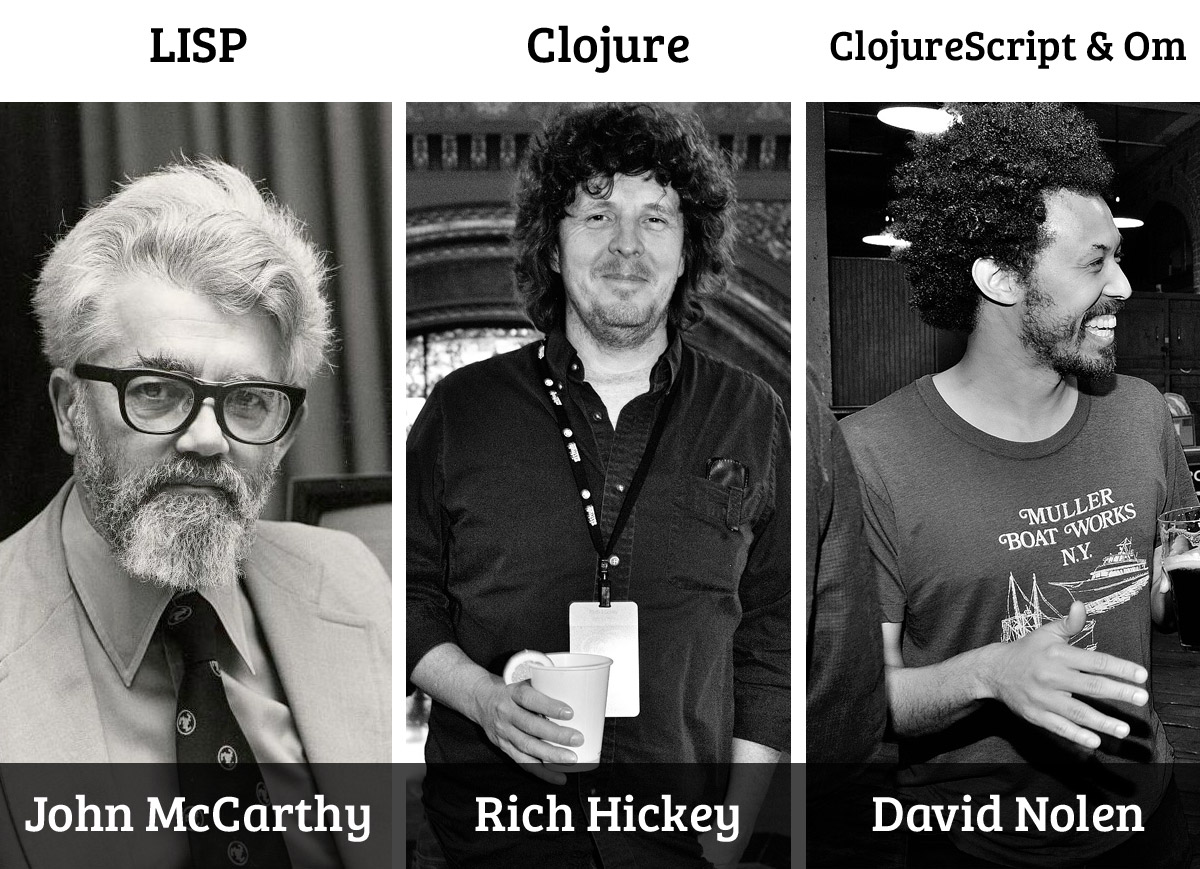 LISP
Clojure
ClojureScript & Om
MULLER
BOAT WORKS
N.Y.
John McCarthy
Rich Hickey
David Nolen